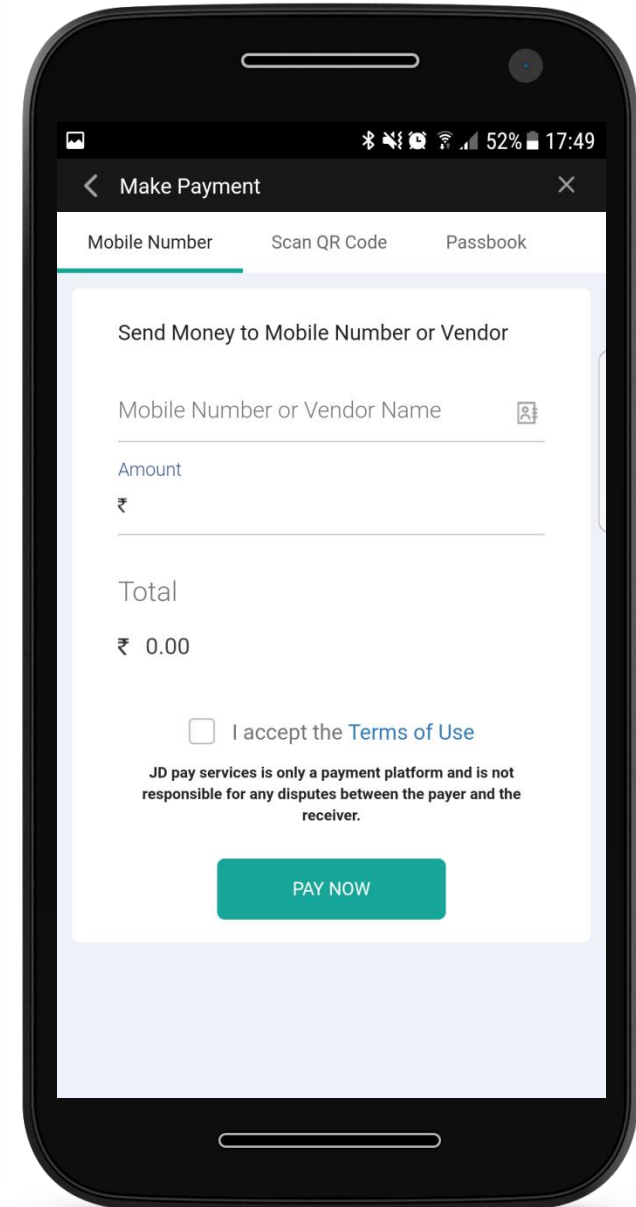 52% 17:49
Make Payment
Mobile Number Scan QR Code Passbook
Send Money to Mobile Number or Vendor
Mobile Number or Vendor Name
Amount
₹
Total
₹ 0.00
I accept the Terms of Use
JD pay services is only a payment platform and is not
responsible for any disputes between the payer and the
receiver.
PAY NOW